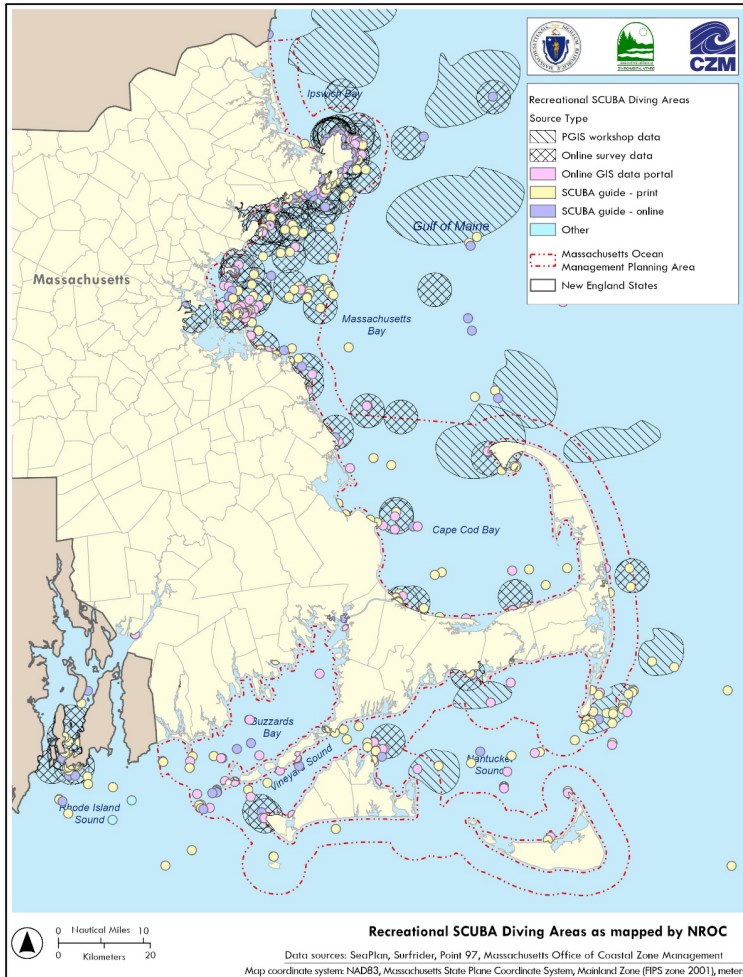 Ipswich Bay
Recreational SCUBA Diving Areas
Source Type
PGIS workshop data
Online survey data
Online GIS data portal
SCUBA guide - print
SCUBA guide - online
Other
Massachusetts Ocean
Management Planning Area
New England States
CZM
Gulf of Maine
Massachusetts
Massachusetts
Bay
Cape Cod Bay
Buzzards
Bay
Vineyard Sound
Nantucket
Sound
Rhode Island
Sound
0 Nautical Miles 10
0 Kilometers 20
Recreational SCUBA Diving Areas as mapped by NROC
Data sources: SeaPlan, Surfrider, Point 97, Massachusetts Office of Coastal Zone Management
Map coordinate system: NAD83, Massachusetts State Plane Coordinate System, Mainland Zone (FIPS zone 2001), meter